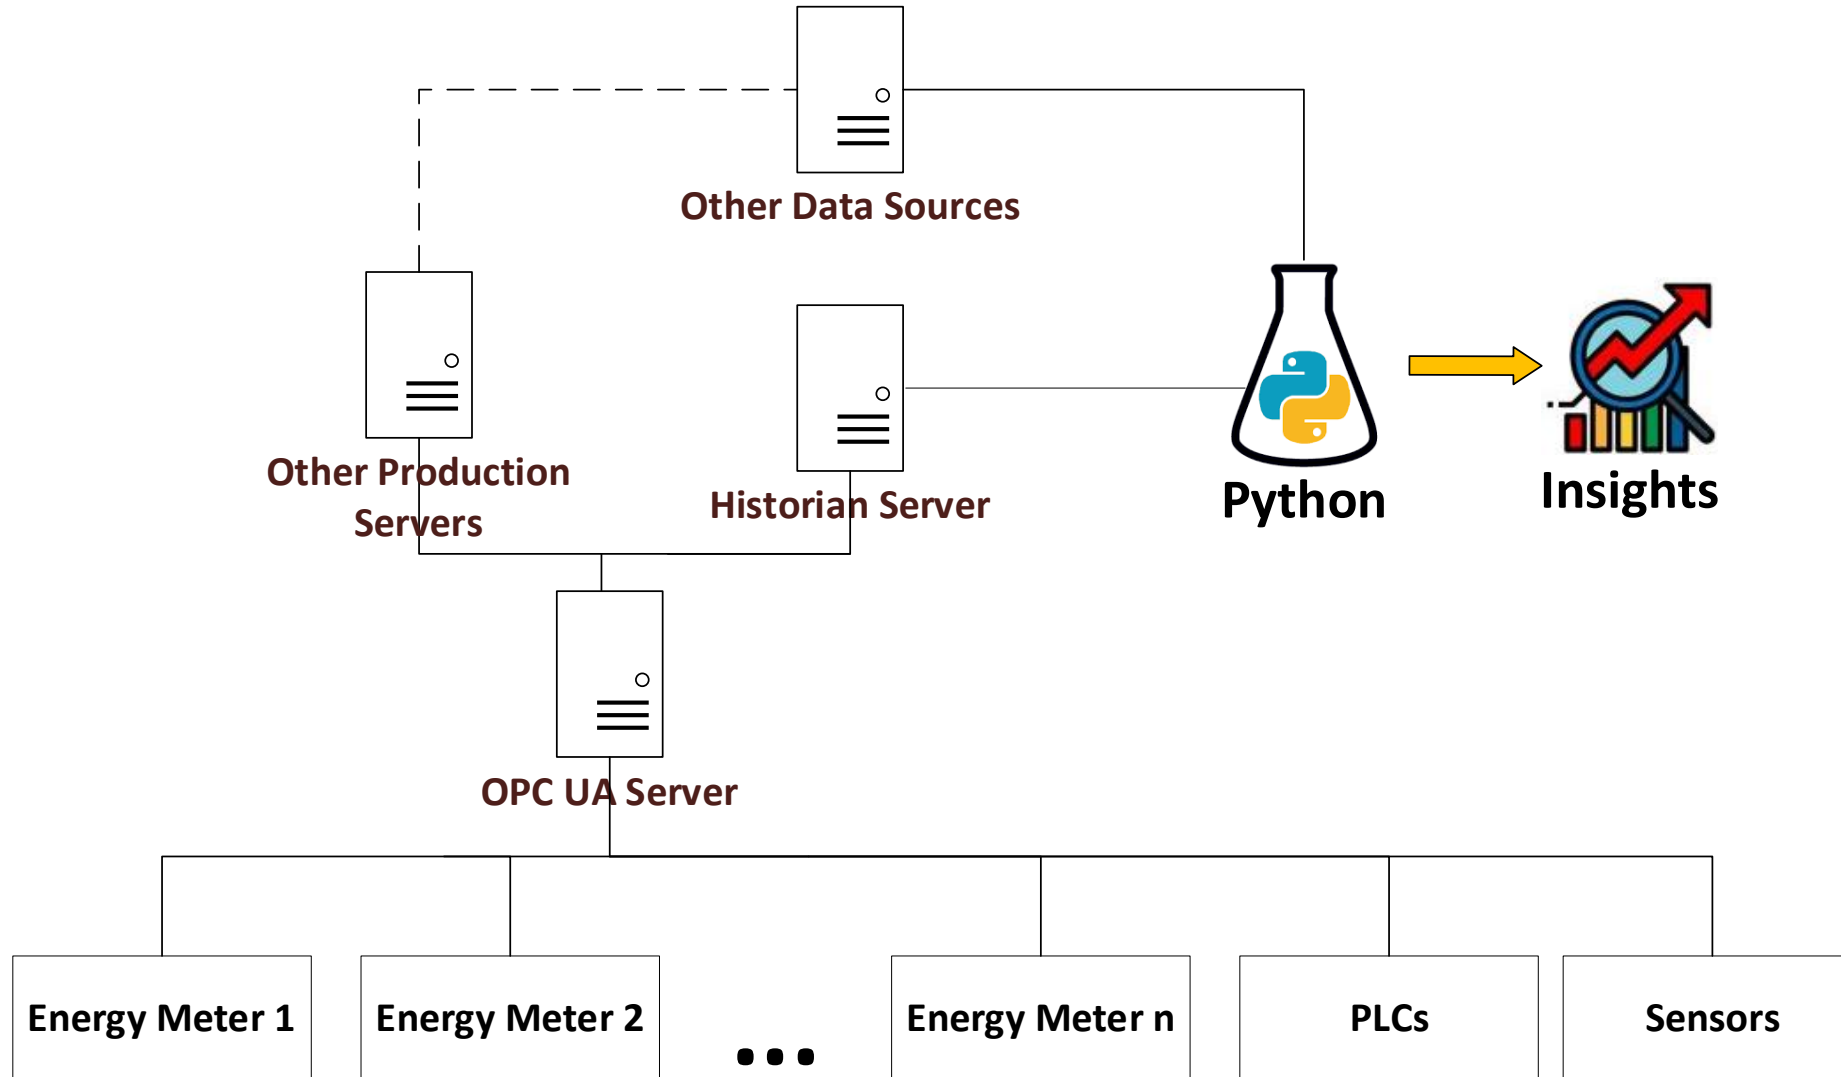 Other Data Sources
Other Production
Servers
Historian Server
Python
Insights
OPC UA Server
Energy Meter 1
Energy Meter 2
...
Energy Meter n
PLCs
Sensors